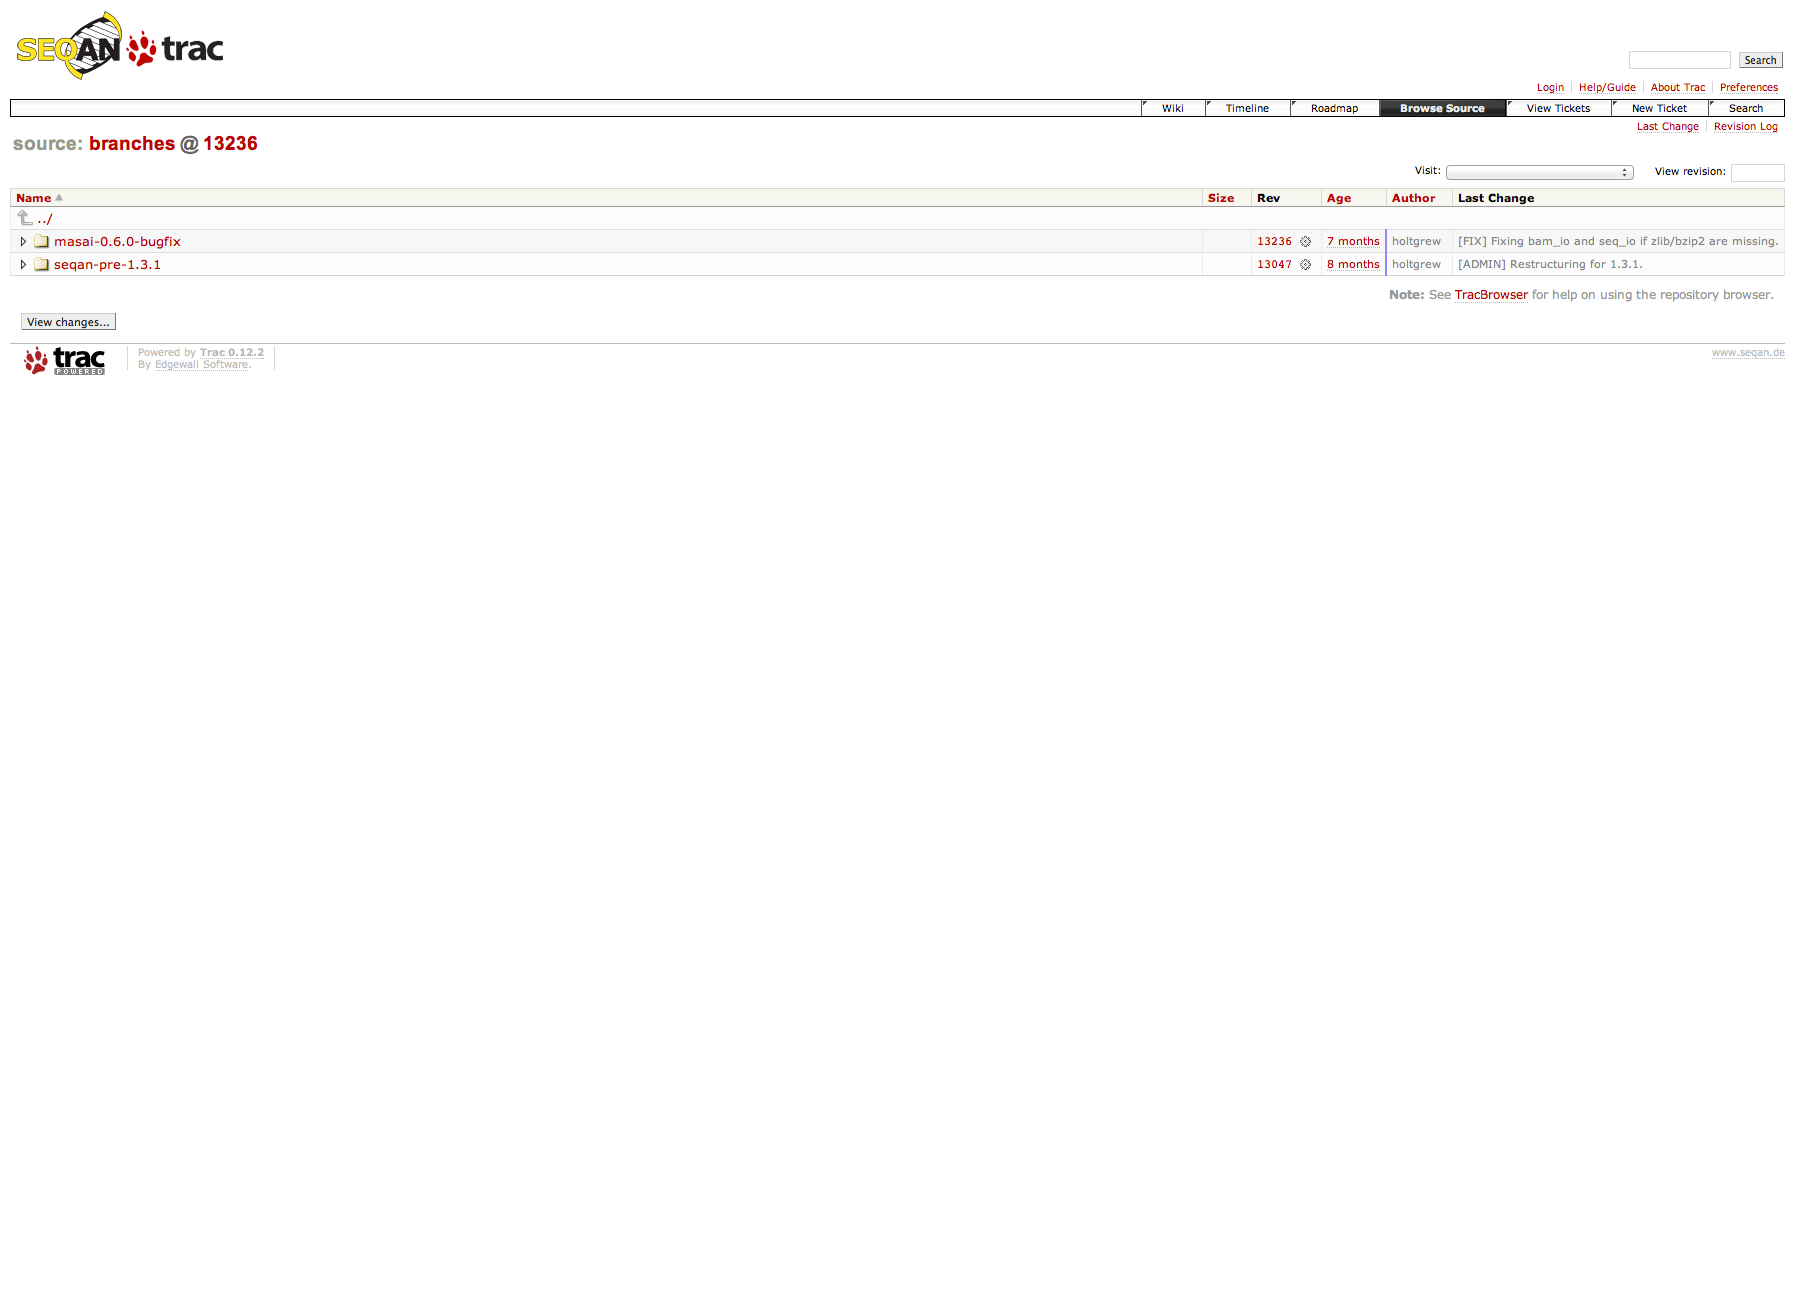 SEQAN trac
Search
Login Help/Guide About Trac Preferences
Wiki Timeline Roadmap Browse Source View Tickets New Ticket Search
Last Change Revision Log
source: branches @ 13236
Visit: View revision:
Name Size Rev Age Author Last Change
../
masai-0.6.0-bugfix 13236 7 months holtgrew [FIX] Fixing bam_io and seq_io if zlib/bzip2 are missing.
seqan-pre-1.3.1 13047 8 months holtgrew [ADMIN] Restructuring for 1.3.1.
Note: See TracBrowser for help on using the repository browser.
View changes...
trac POWERED
Powered by Trac 0.12.2
By Edgewall Software.
www.seqan.de